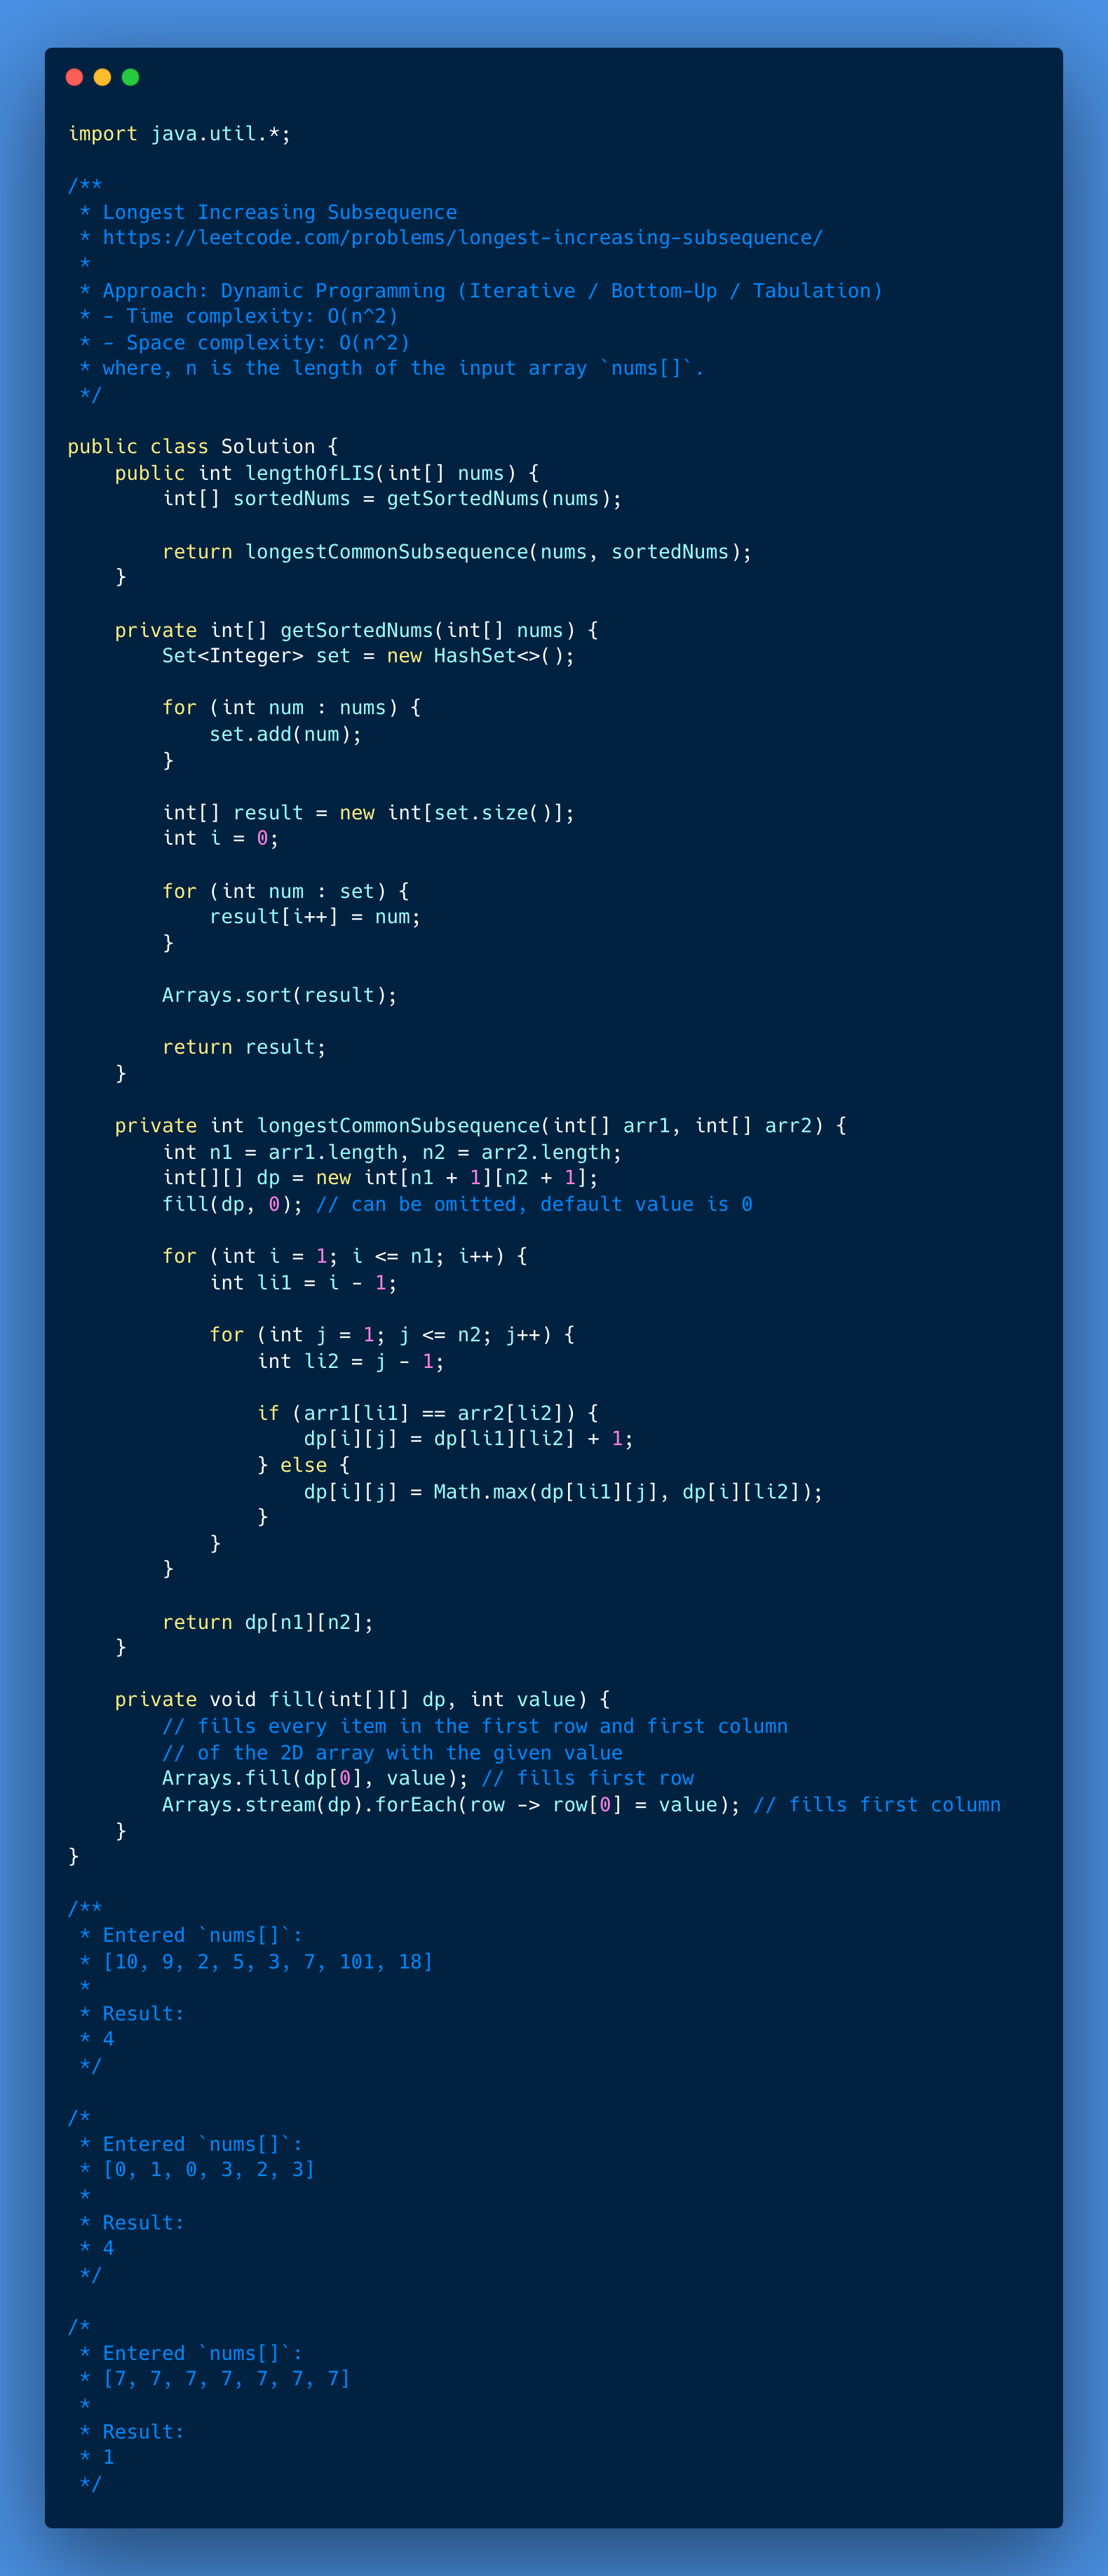 import java.util.*;

/**
 * Longest Increasing Subsequence
 * https://leetcode.com/problems/longest-increasing-subsequence/
 *
 * Approach: Dynamic Programming (Iterative / Bottom-Up / Tabulation)
 * - Time complexity: O(n^2)
 * - Space complexity: O(n^2)
 * where, n is the length of the input array `nums[]`.
 */

public class Solution {
    public int lengthOfLIS(int[] nums) {
        int[] sortedNums = getSortedNums(nums);

        return longestCommonSubsequence(nums, sortedNums);
    }

    private int[] getSortedNums(int[] nums) {
        Set<Integer> set = new HashSet<>();

        for (int num : nums) {
            set.add(num);
        }

        int[] result = new int[set.size()];
        int i = 0;

        for (int num : set) {
            result[i++] = num;
        }

        Arrays.sort(result);

        return result;
    }

    private int longestCommonSubsequence(int[] arr1, int[] arr2) {
        int n1 = arr1.length, n2 = arr2.length;
        int[][] dp = new int[n1 + 1][n2 + 1];
        fill(dp, 0); // can be omitted, default value is 0

        for (int i = 1; i <= n1; i++) {
            int li1 = i - 1;

            for (int j = 1; j <= n2; j++) {
                int li2 = j - 1;

                if (arr1[li1] == arr2[li2]) {
                    dp[i][j] = dp[li1][li2] + 1;
                } else {
                    dp[i][j] = Math.max(dp[li1][j], dp[i][li2]);
                }
            }
        }

        return dp[n1][n2];
    }

    private void fill(int[][] dp, int value) {
        // fills every item in the first row and first column
        // of the 2D array with the given value
        Arrays.fill(dp[0], value); // fills first row
        Arrays.stream(dp).forEach(row -> row[0] = value); // fills first column
    }
}

/**
 * Entered `nums[]`:
 * [10, 9, 2, 5, 3, 7, 101, 18]
 *
 * Result:
 * 4
 */

/*
 * Entered `nums[]`:
 * [0, 1, 0, 3, 2, 3]
 *
 * Result:
 * 4
 */

/*
 * Entered `nums[]`:
 * [7, 7, 7, 7, 7, 7, 7]
 *
 * Result:
 * 1
 */